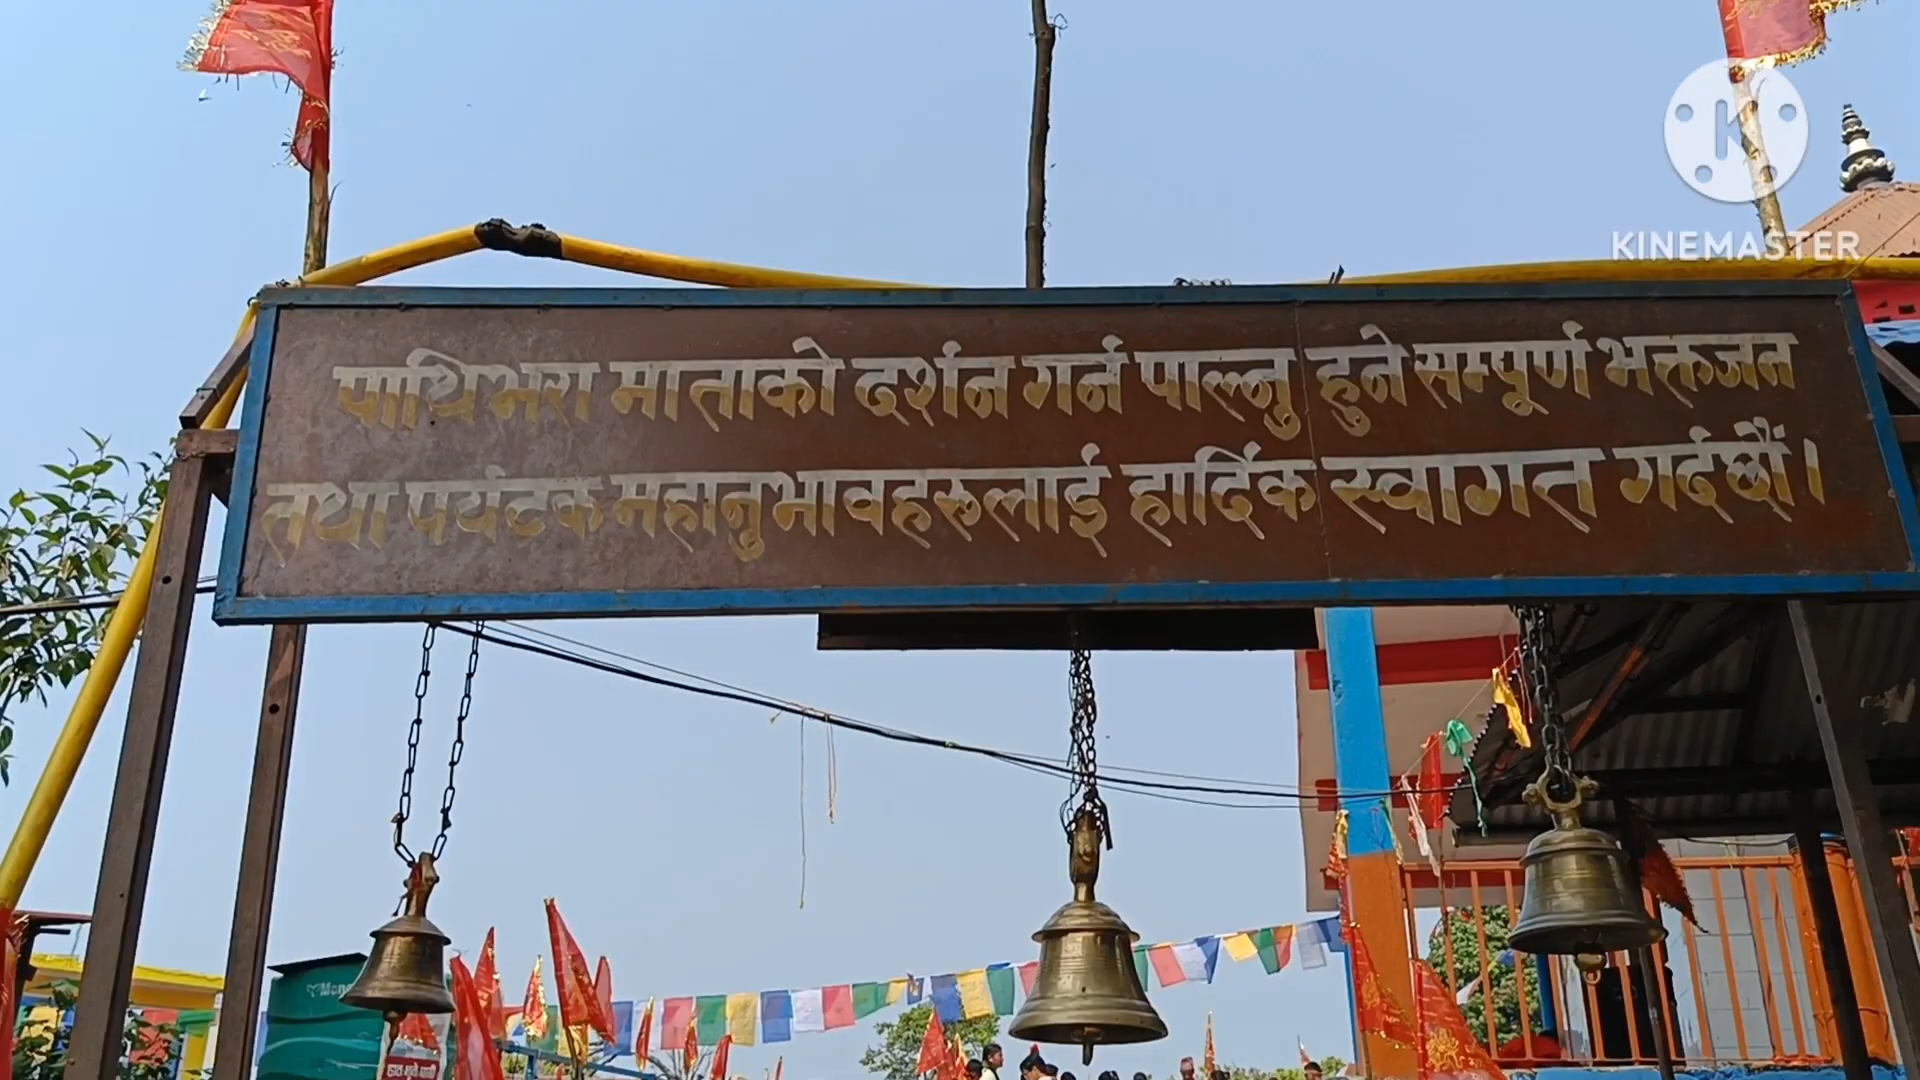 पाथिभरा माताको दर्शन गर्न पाल्नु हुने सम्पूर्ण भक्तजन
तथा पर्यटक महानुभावहरूलाई हार्दिक स्वागत गर्दछौं।
KINEMASTER